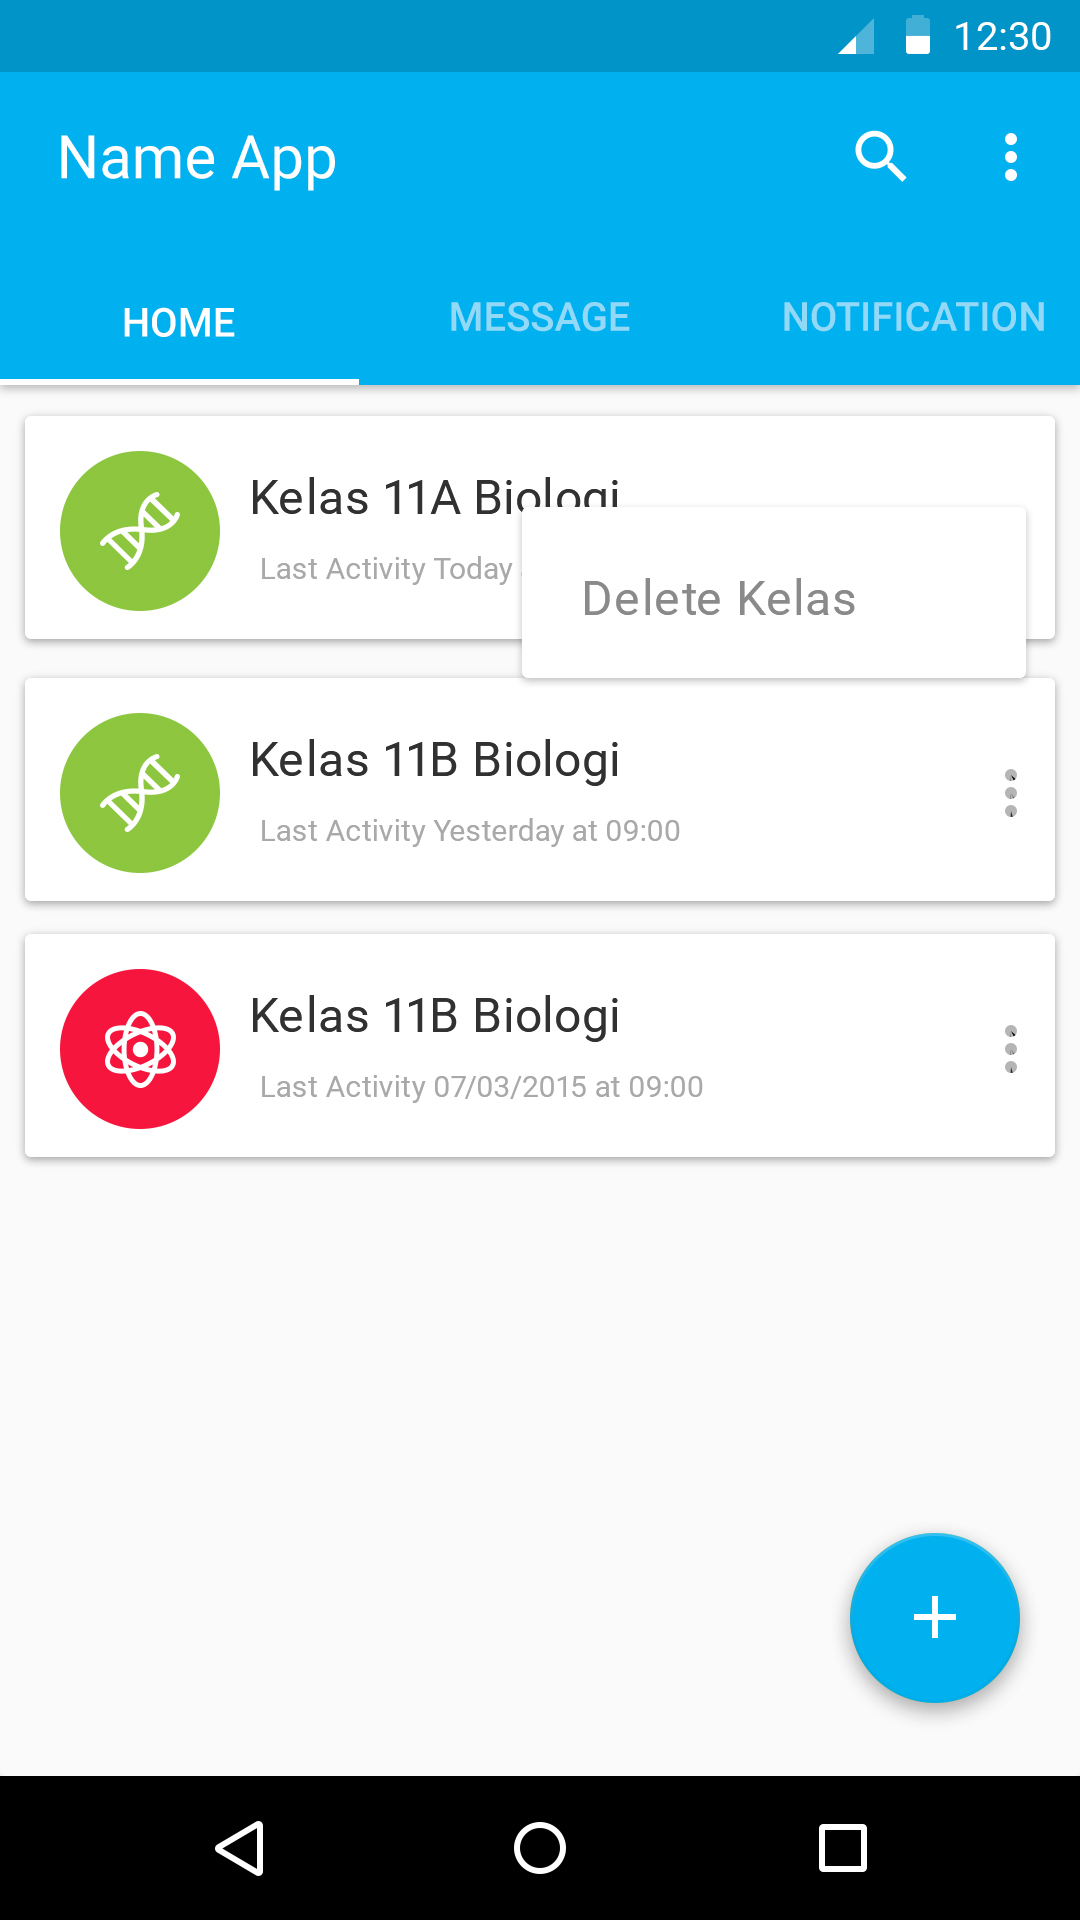 12:30
Name App
HOME
MESSAGE
NOTIFICATION
Kelas 11A Biologi
Last Activity Today
Delete Kelas
Kelas 11B Biologi
Last Activity Yesterday at 09:00
Kelas 11B Biologi
Last Activity 07/03/2015 at 09:00